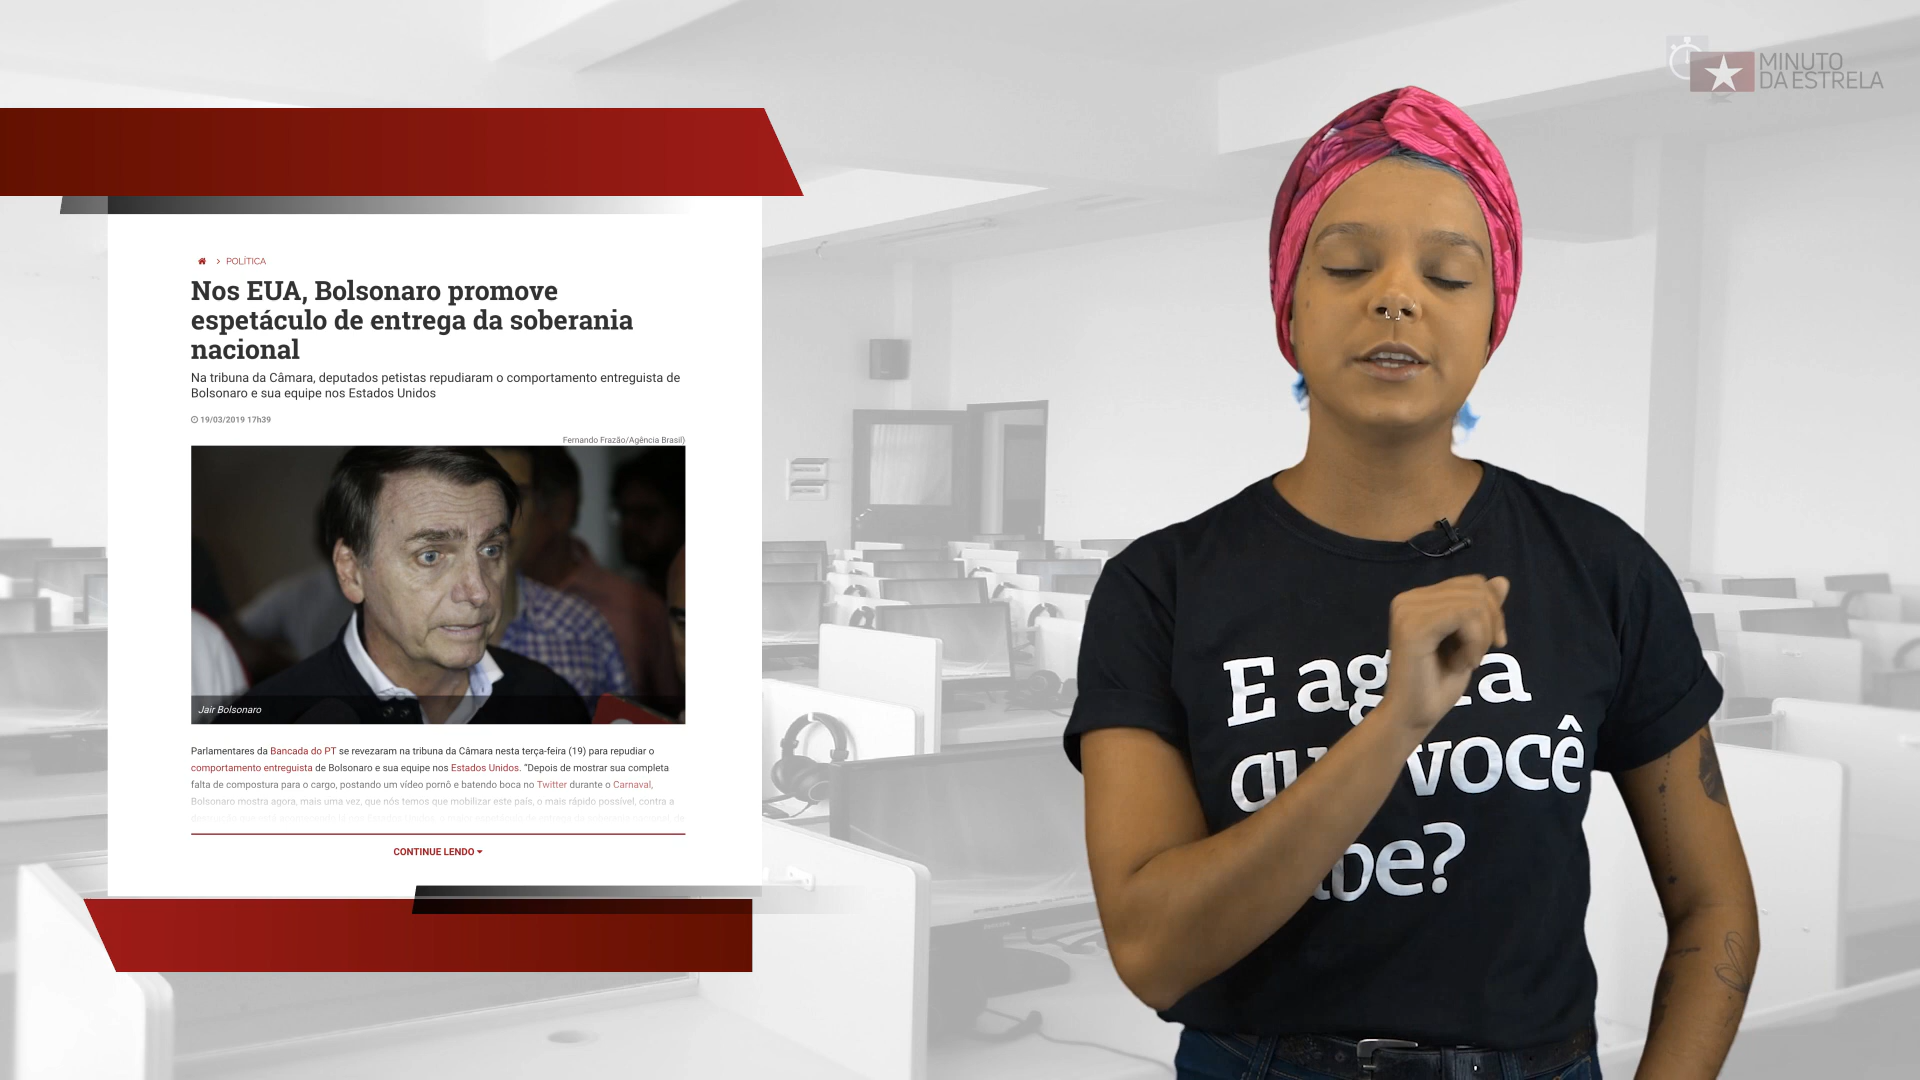 MINUTO
DA ESTRELA
POLÍTICA
Nos EUA, Bolsonaro promove
espetáculo de entrega da soberania
nacional
Na tribuna da Câmara, deputados petistas repudiaram o comportamento entreguista de
Bolsonaro e sua equipe nos Estados Unidos
19/03/2019 17h39
Fernando Frazão/Agência Brasil)
Jair Bolsonaro
Parlamentares da Bancada do PT se revezaram na tribuna da Câmara nesta terça-feira (19) para repudiar o
comportamento entreguista de Bolsonaro e sua equipe nos Estados Unidos. “Depois de mostrar sua completa
falta de compostura para o cargo, postando um vídeo pornô e batendo boca no Twitter durante o Carnaval,
Bolsonaro mostra agora, mais uma vez, que nós temos que mobilizar este país, o mais rápido possível, contra a
CONTINUE LENDO
E ag ra
qu você
be?